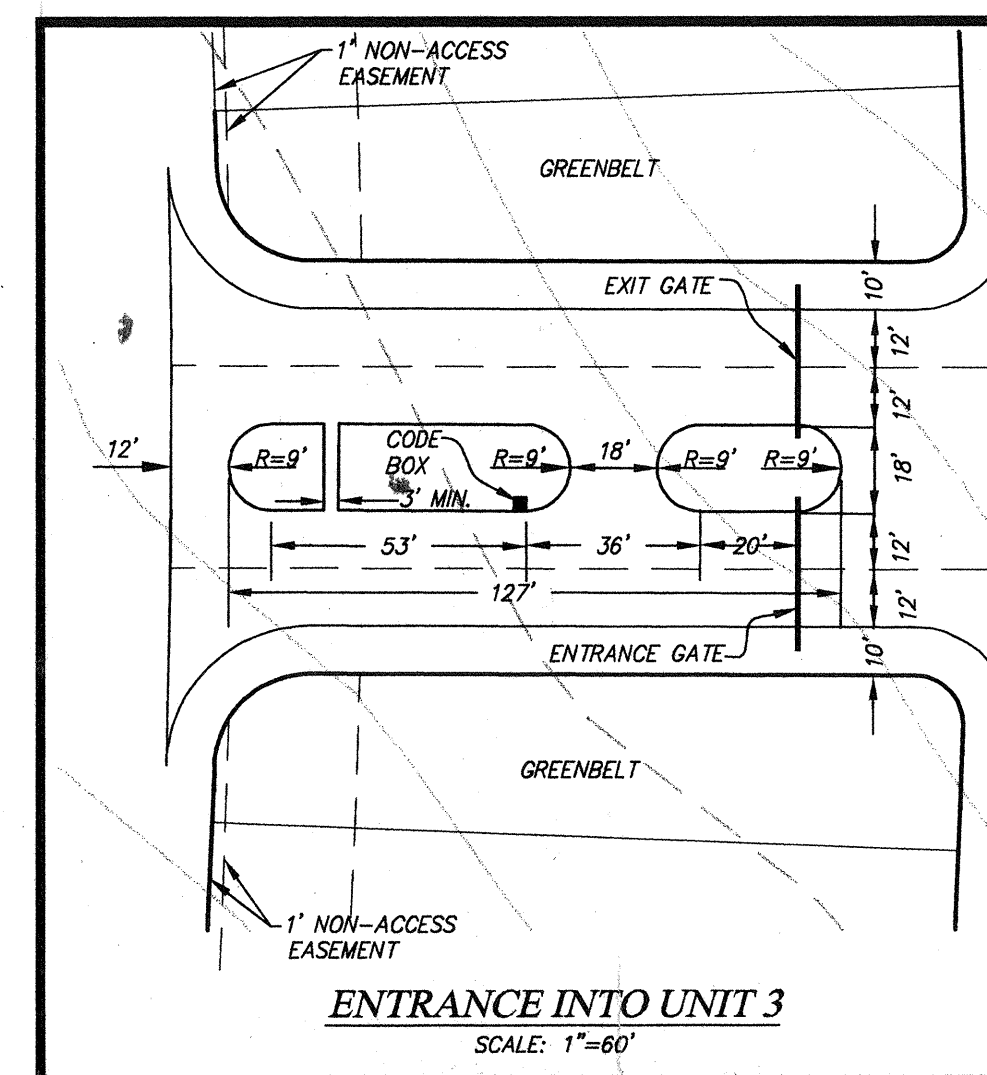 1' NON-ACCESS
EASEMENT
GREENBELT
EXIT GATE
10'
12'
12'
12'
CODE
BOX
R=9'
R=9'
18'
R=9'
R=9'
18'
3' MIN.
53'
36'
20'
12'
127'
12'
ENTRANCE GATE
10'
GREENBELT
1' NON-ACCESS
EASEMENT
ENTRANCE INTO UNIT 3
SCALE: 1"=60'